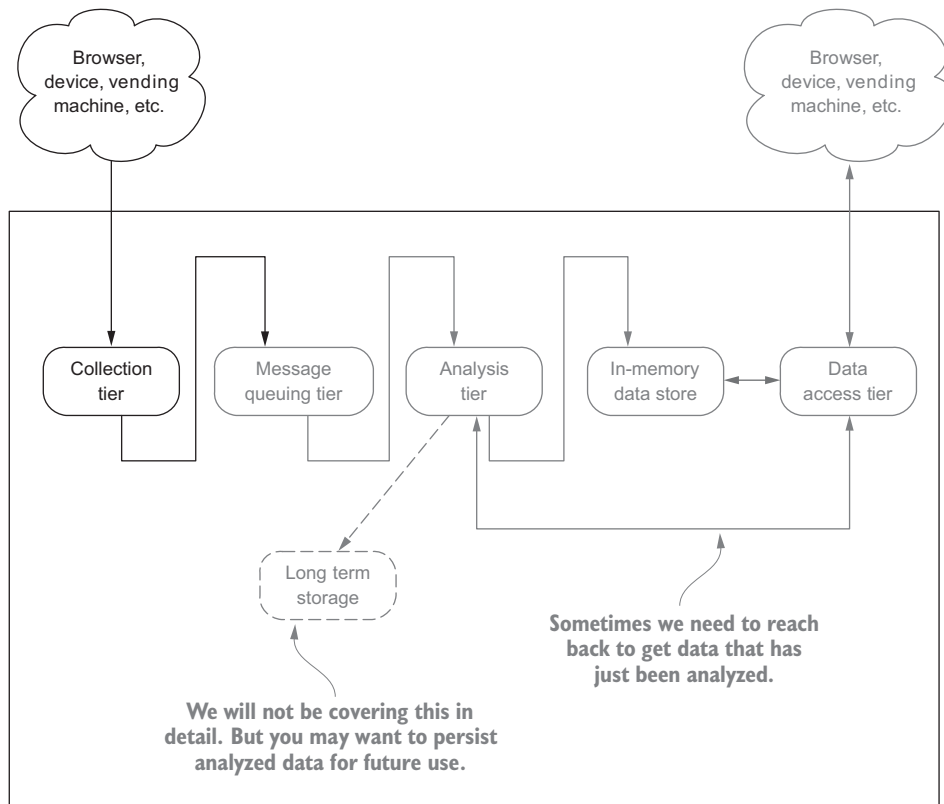 Browser,
device, vending
machine, etc.
Browser,
device, vending
machine, etc.
Collection
tier
Message
queuing tier
Analysis
tier
In-memory
data store
Data
access tier
Long term
storage
Sometimes we need to reach
back to get data that has
just been analyzed.
We will not be covering this in
detail. But you may want to persist
analyzed data for future use.